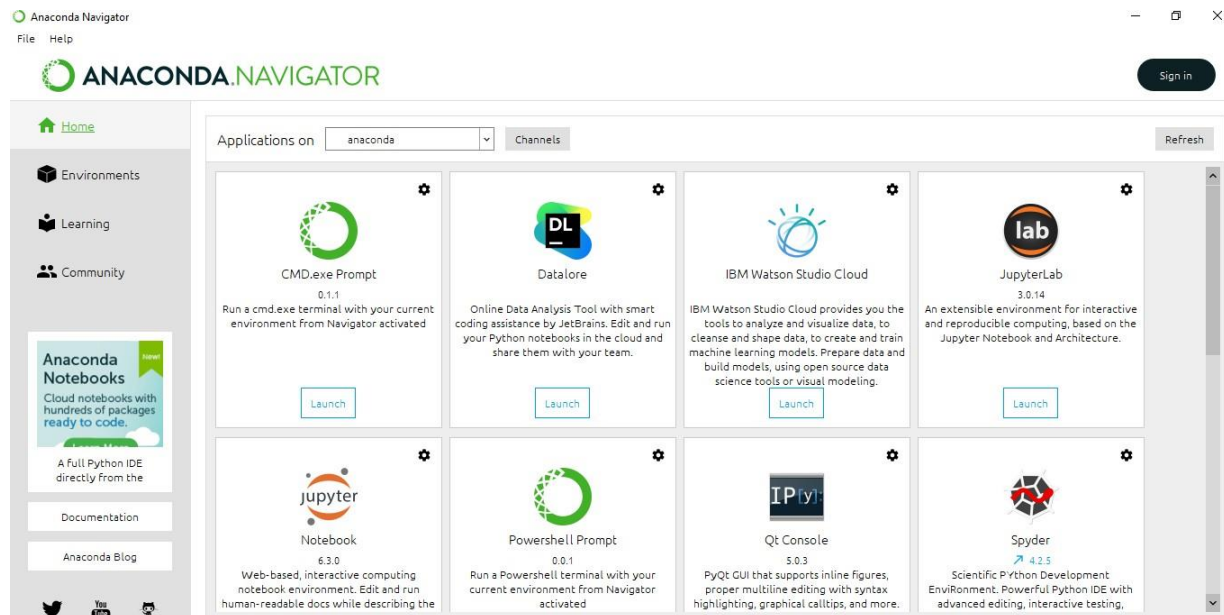 Anaconda Navigator
File Help
ANACONDA.NAVIGATOR
Sign in
Home
Environments
Learning
Community
Anaconda
Notebooks
New!
Cloud notebooks with
hundreds of packages
ready to code.
Learn More
A full Python IDE
directly from the
Documentation
Anaconda Blog
You
Tube
Applications on anaconda Channels Refresh
CMD.exe Prompt
0.1.1
Run a cmd.exe terminal with your current
environment from Navigator activated
Launch
DL
Datalore
Online Data Analysis Tool with smart
coding assistance by JetBrains. Edit and run
your Python notebooks in the cloud and
share them with your team.
Launch
IBM Watson Studio Cloud
IBM Watson Studio Cloud provides you the
tools to analyze and visualize data, to
cleanse and shape data, to create and train
machine learning models. Prepare data and
build models, using open source data
science tools or visual modeling.
Launch
lab
JupyterLab
3.0.14
An extensible environment for interactive
and reproducible computing, based on the
Jupyter Notebook and Architecture.
Launch
jupyter
Notebook
6.3.0
Web-based, interactive computing
notebook environment. Edit and run
human-readable docs while describing the
Powershell Prompt
0.0.1
Run a Powershell terminal with your
current environment from Navigator
activated
IP[y]:
Qt Console
5.0.3
PyQt GUI that supports inline figures,
proper multiline editing with syntax
highlighting, graphical calltips, and more.
Spyder
4.2.5
Scientific PYthon Development
EnviRonment. Powerful Python IDE with
advanced editing, interactive testing,